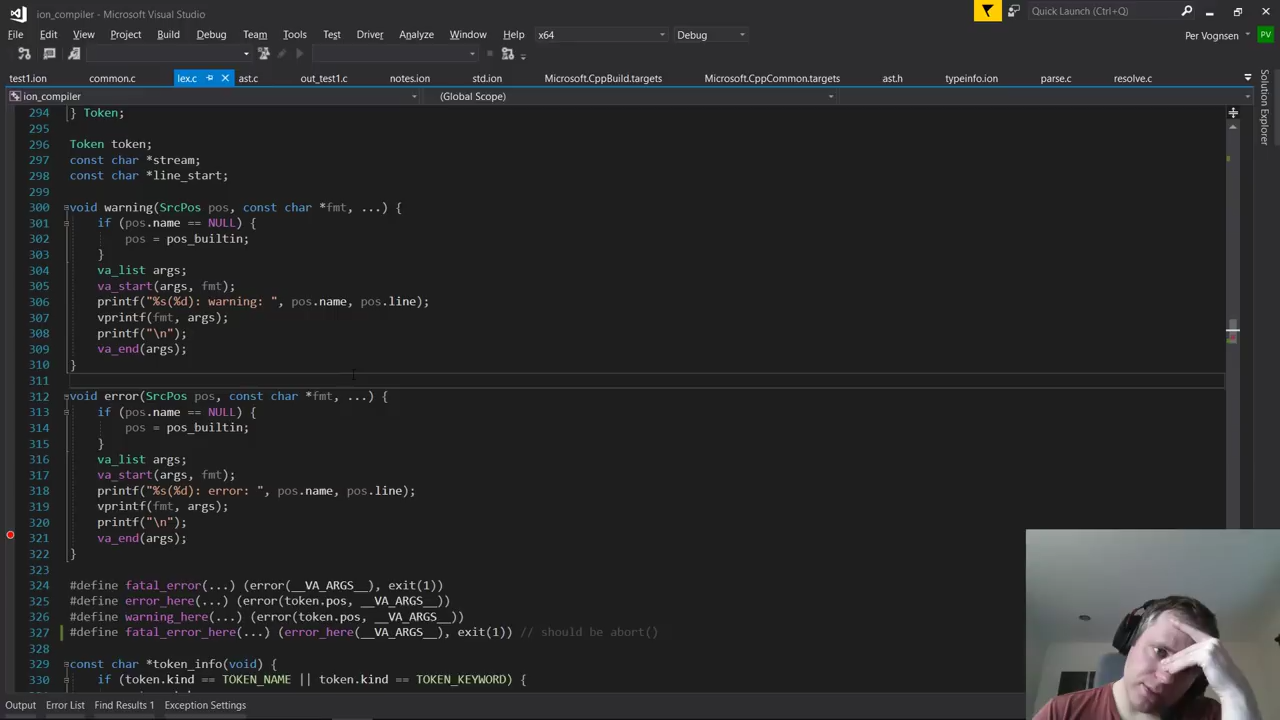 ion_compiler - Microsoft Visual Studio
Quick Launch (Ctrl+Q)
File Edit View Project Build Debug Team Tools Test Driver Analyze Window Help x64 Debug Per Vognsen PV
test1.ion common.c lex.c ast.c out_test1.c notes.ion std.ion Microsoft.CppBuild.targets Microsoft.CppCommon.targets ast.h typeinfo.ion parse.c resolve.c
Solution Explorer
ion_compiler (Global Scope)
294 } Token;
295
296 Token token;
297 const char *stream;
298 const char *line_start;
299
300 void warning(SrcPos pos, const char *fmt, ...) {
301 if (pos.name == NULL) {
302 pos = pos_builtin;
303 }
304 va_list args;
305 va_start(args, fmt);
306 printf("%s(%d): warning: ", pos.name, pos.line);
307 vprintf(fmt, args);
308 printf("\n");
309 va_end(args);
310 }
311
312 void error(SrcPos pos, const char *fmt, ...) {
313 if (pos.name == NULL) {
314 pos = pos_builtin;
315 }
316 va_list args;
317 va_start(args, fmt);
318 printf("%s(%d): error: ", pos.name, pos.line);
319 vprintf(fmt, args);
320 printf("\n");
321 va_end(args);
322 }
323
324 #define fatal_error(...) (error(__VA_ARGS__), exit(1))
325 #define error_here(...) (error(token.pos, __VA_ARGS__))
326 #define warning_here(...) (error(token.pos, __VA_ARGS__))
327 #define fatal_error_here(...) (error_here(__VA_ARGS__), exit(1)) // should be abort()
328
329 const char *token_info(void) {
330 if (token.kind == TOKEN_NAME || token.kind == TOKEN_KEYWORD) {
Output Error List Find Results 1 Exception Settings